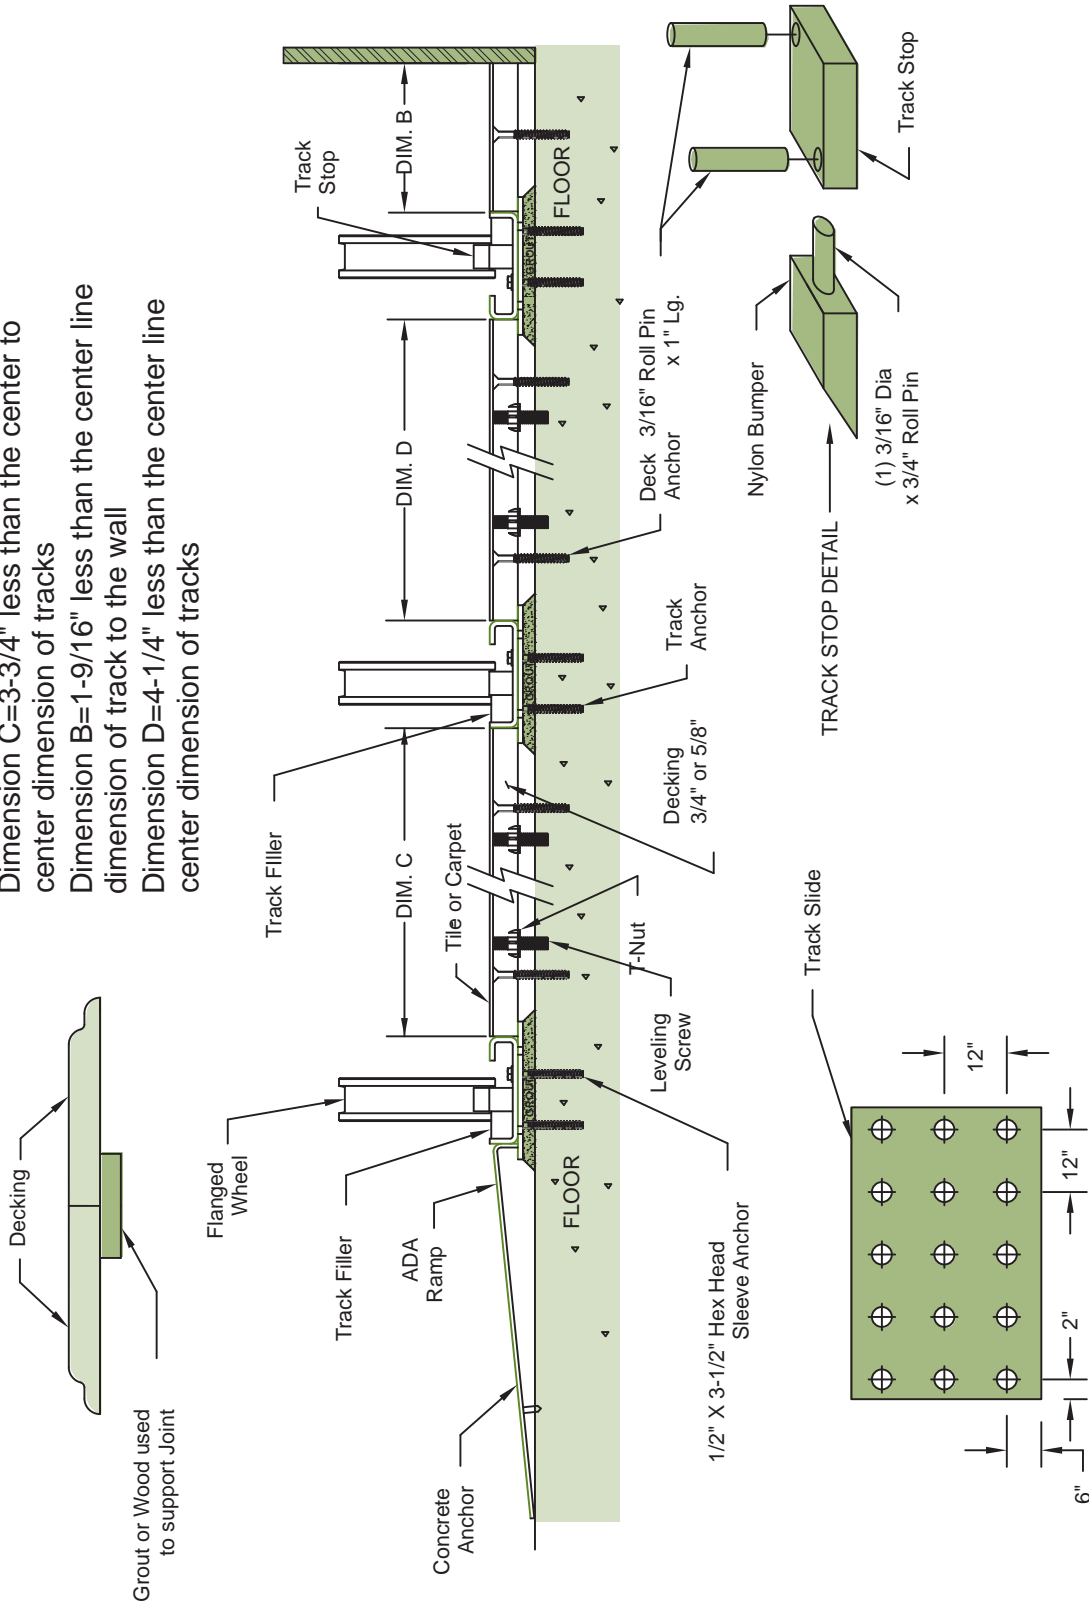 Dimension C=3-3/4" less than the center to
center dimension of tracks
Dimension B=1-9/16" less than the center line
dimension of track to the wall
Dimension D=4-1/4" less than the center line
center dimension of tracks
Decking
Grout or Wood used
to support Joint
Flanged
Wheel
Track FIller
Track
Stop
DIM. C
DIM. D
DIM. B
Tile or Carpet
Track Filler
ADA
Ramp
Concrete
Anchor
GROUT
GROUT
GROUT
FLOOR
FLOOR
1/2" X 3-1/2" Hex Head
Sleeve Anchor
Leveling
Screw
T-Nut
Decking
3/4" or 5/8"
Track
Anchor
Deck
Anchor
3/16" Roll Pin
x 1" Lg.
Track Slide
12"
12"
2"
6"
TRACK STOP DETAIL
Nylon Bumper
(1) 3/16" Dia
x 3/4" Roll Pin
Track Stop